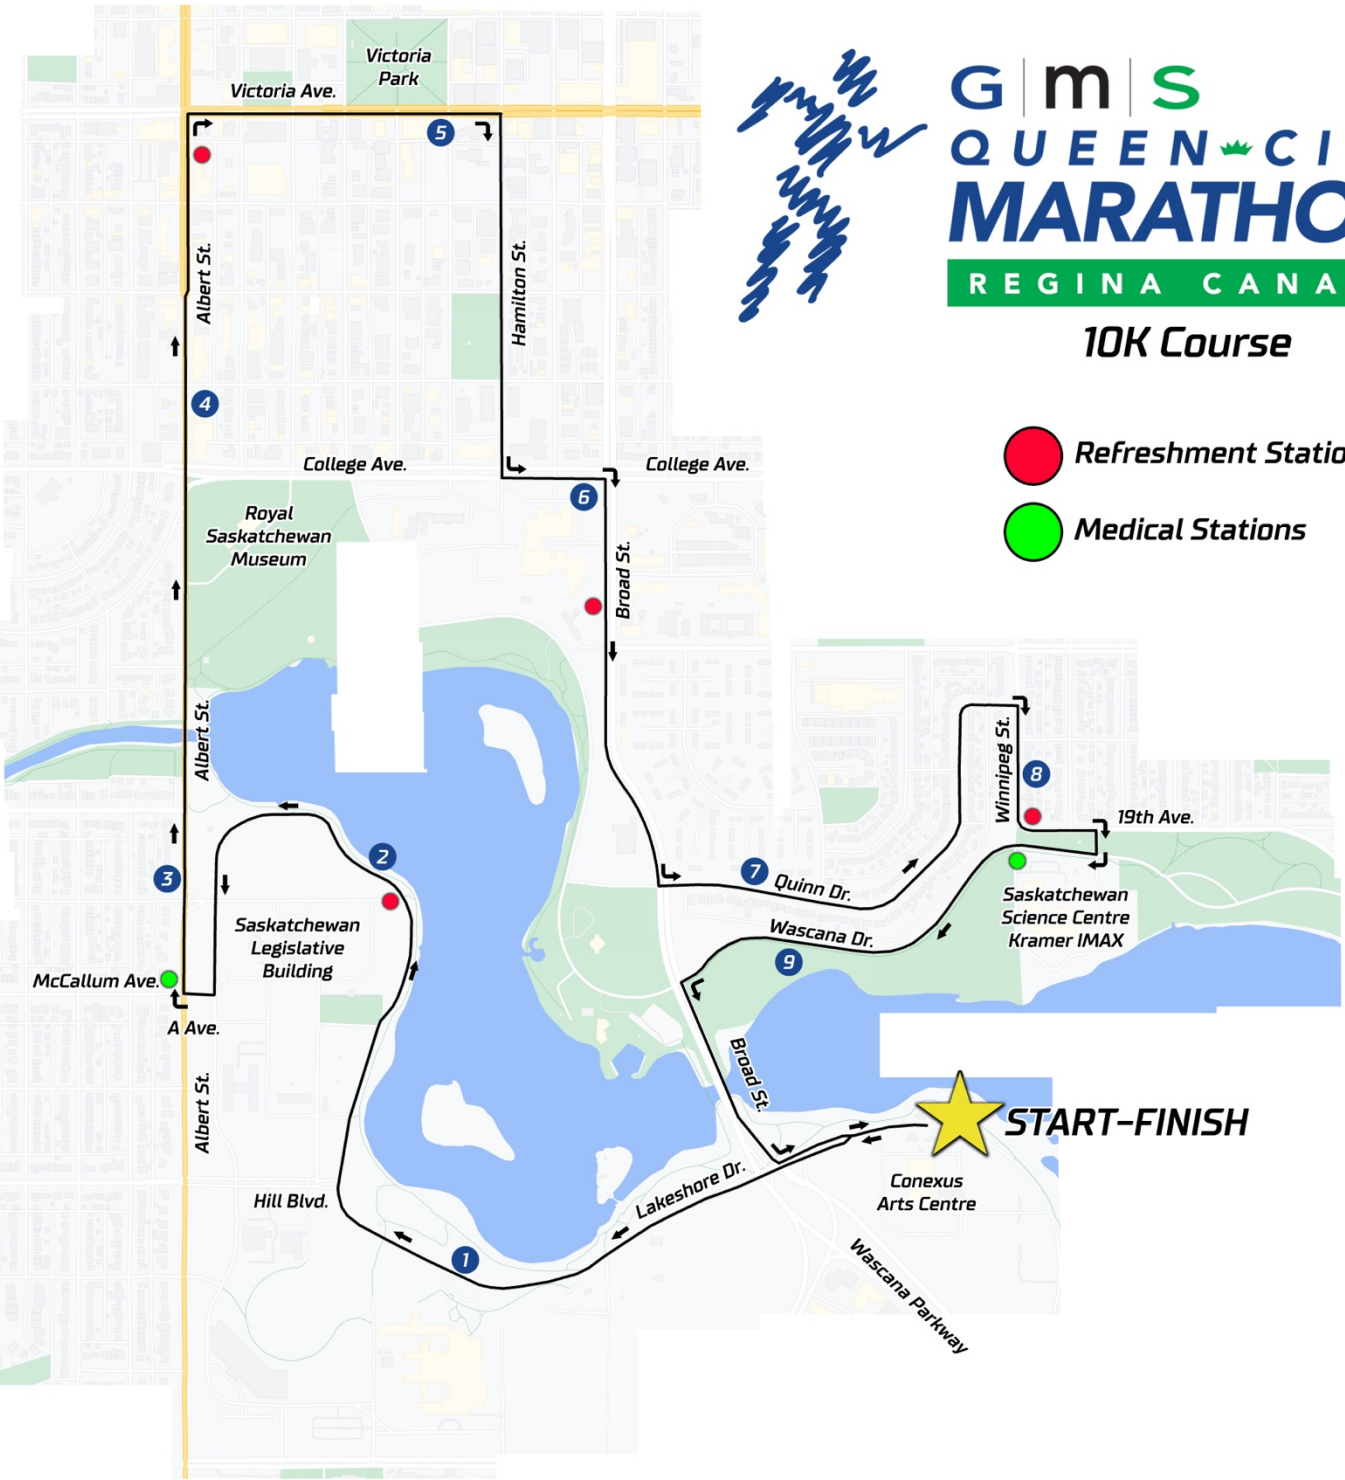 Victoria
Park
Victoria Ave.
G m S
QUEEN CI
MARATHO
REGINA CANA
10K Course
Refreshment Statio
Medical Stations
5
Albert St.
Hamilton St.
4
College Ave.
College Ave.
6
Royal
Saskatchewan
Museum
Broad St.
Albert St.
Winnipeg St.
8
19th Ave.
2
3
7
Quinn Dr.
Saskatchewan
Science Centre
Kramer IMAX
Saskatchewan
Legislative
Building
Wascana Dr.
9
McCallum Ave.
A Ave.
Broad St.
Albert St.
START-FINISH
Lakeshore Dr.
Conexus
Arts Centre
Hill Blvd.
1
Wascana Parkway